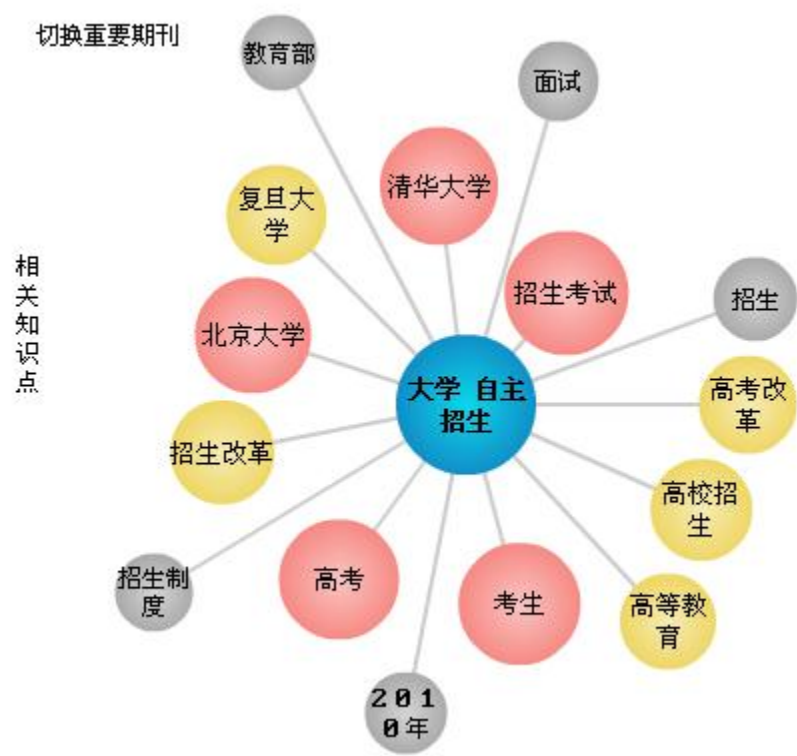 切换重要期刊
教育部
面试
清华大学
复旦大
学
招生考试
相
关
知
识
点
招生
北京大学
大学 自主
招生
高考改
革
招生改革
高校招
生
招生制
度
高考
考生
高等教
育
２０１
０年